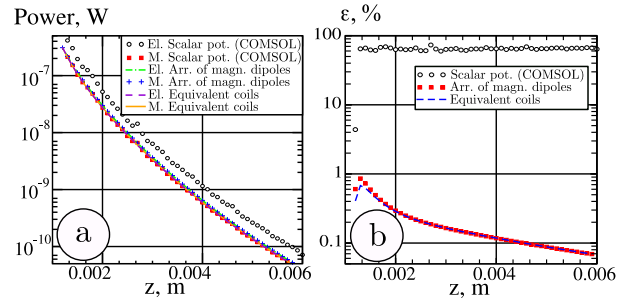 Power, W
El. Scalar pot. (COMSOL)
M. Scalar pot. (COMSOL)
El. Arr. of magn. dipoles
M. Arr. of magn. dipoles
El. Equivalent coils
M. Equivalent coils
10⁻⁷
10⁻⁸
10⁻⁹
10⁻¹⁰
a
0.002
0.004
0.006
z, m
ε, %
100
10
1
0.1
Scalar pot. (COMSOL)
Arr. of magn. dipoles
Equivalent coils
b
0.002
0.004
0.006
z, m